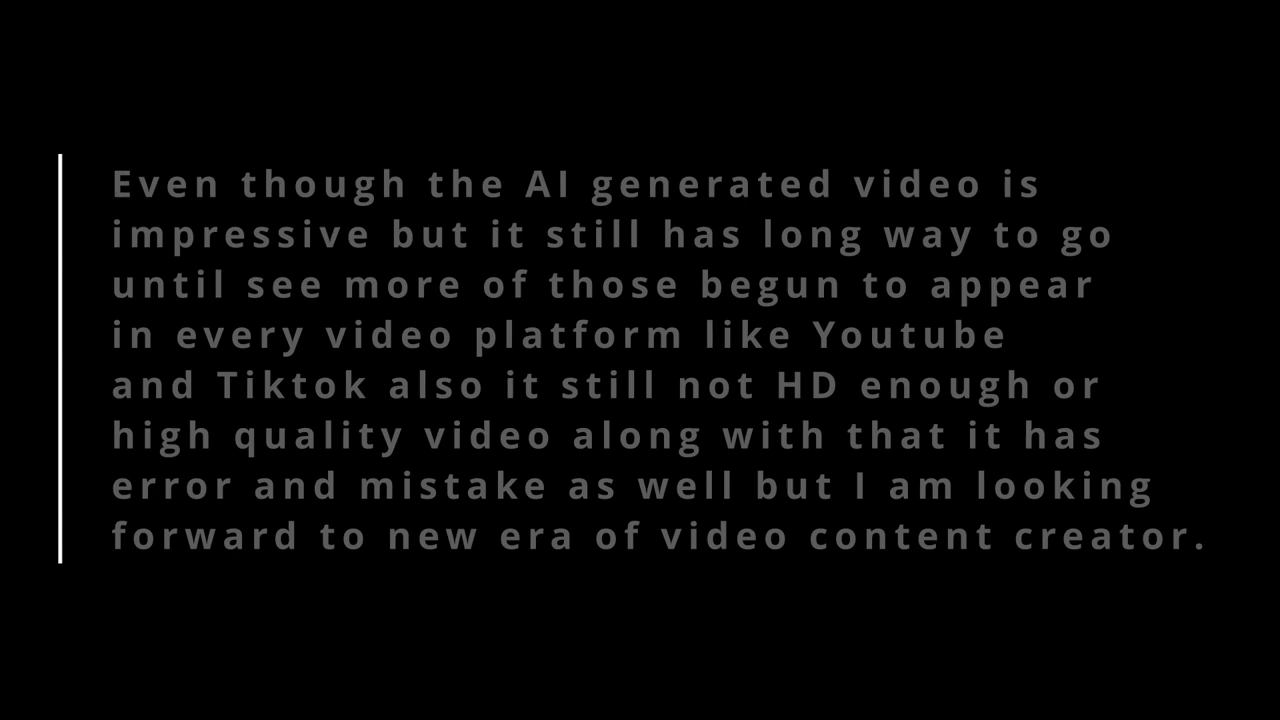 Even though the AI generated video is
impressive but it still has long way to go
until see more of those begun to appear
in every video platform like Youtube
and Tiktok also it still not HD enough or
high quality video along with that it has
error and mistake as well but I am looking
forward to new era of video content creator.